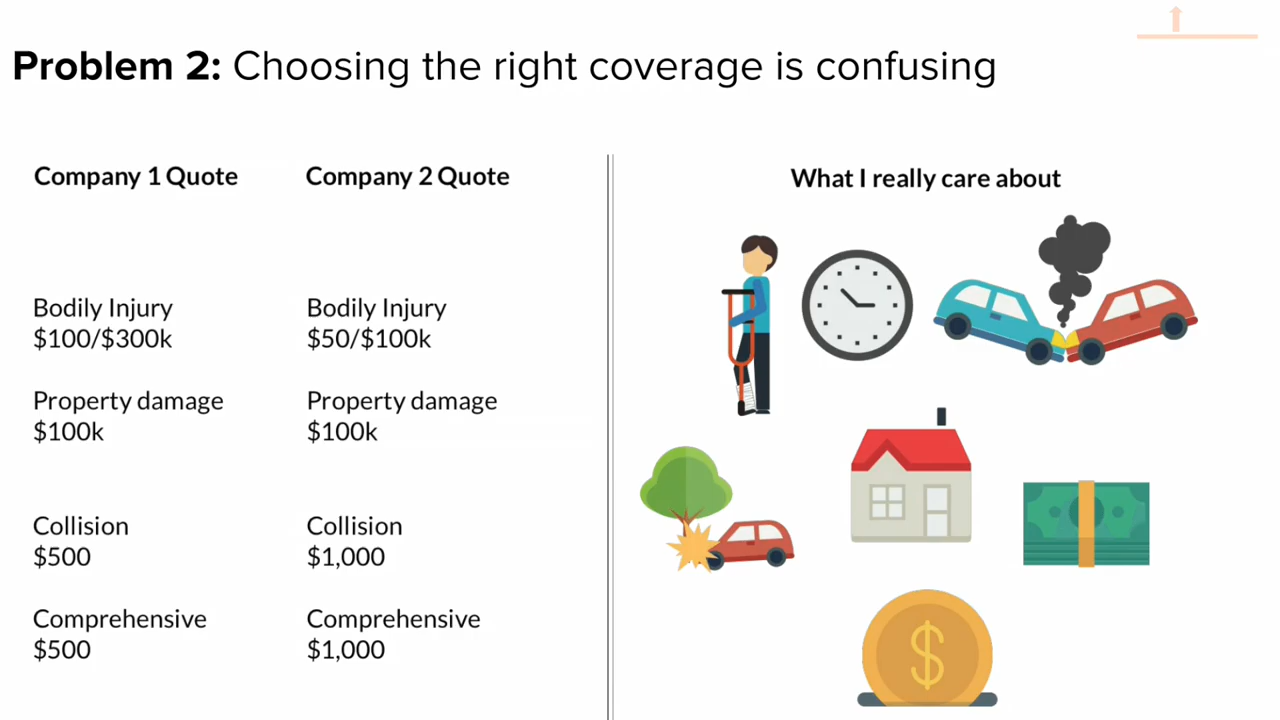 Problem 2: Choosing the right coverage is confusing
Company 1 Quote
Bodily Injury
$100/$300k
Property damage
$100k
Collision
$500
Comprehensive
$500
Company 2 Quote
Bodily Injury
$50/$100k
Property damage
$100k
Collision
$1,000
Comprehensive
$1,000
What I really care about
$